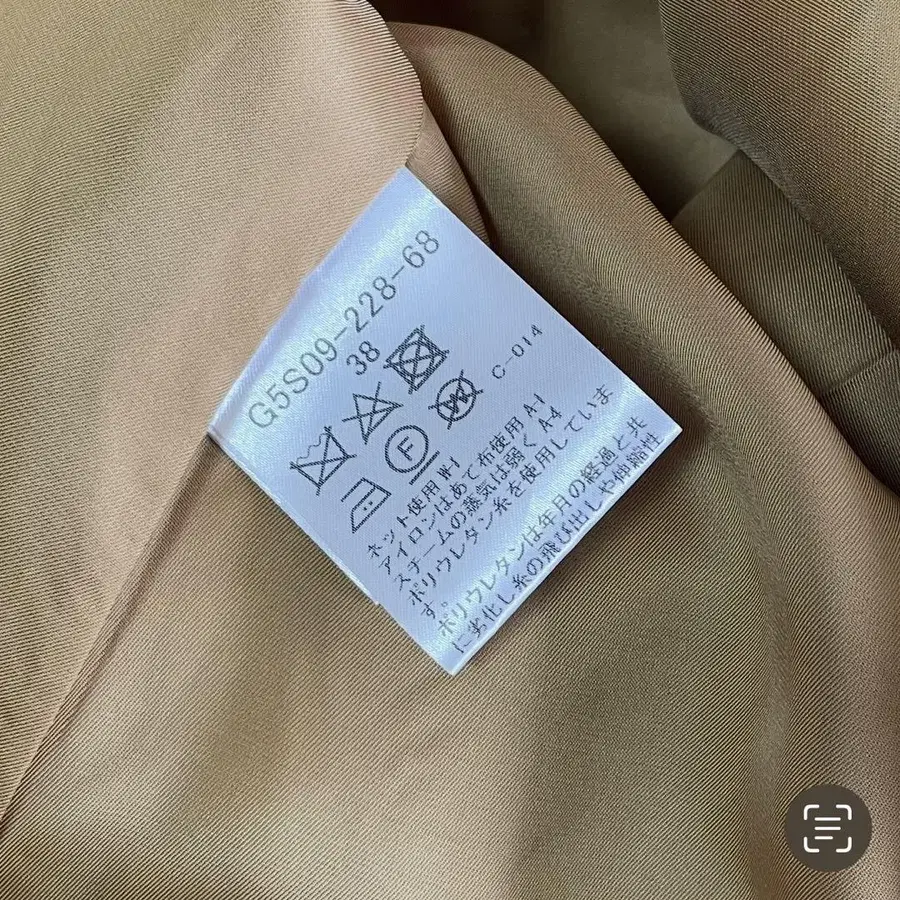 G5S09-228-68
38
F
W
C-014
ネット使用 W-1
アイロンはあて布使用 A-1
スチームの蒸気は弱く A-4
ポリウレタン糸を使用していま
す。
ポリウレタンは年月の経過と共
に劣化し糸の飛び出しや伸縮性